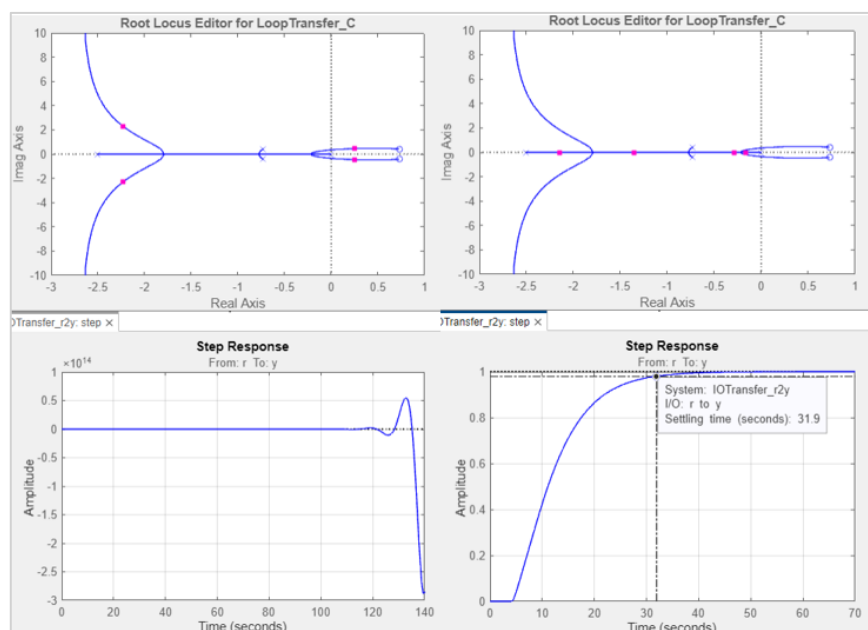 Root Locus Editor for LoopTransfer_C
10
8
6
4
2
0
-2
-4
-6
-8
-10
Imag Axis
-3 -2.5 -2 -1.5 -1 -0.5 0 0.5 1
Real Axis
Root Locus Editor for LoopTransfer_C
10
8
6
4
2
0
-2
-4
-6
-8
-10
Imag Axis
-3 -2.5 -2 -1.5 -1 -0.5 0 0.5 1
Real Axis
OTransfer_r2y: step ×
×10^14
Step Response
From: r To: y
1
0.5
0
-0.5
-1
-1.5
-2
-2.5
-3
Amplitude
0 20 40 60 80 100 120 140
Time (seconds)
OTransfer_r2y: step ×
Step Response
From: r To: y
1
0.8
0.6
0.4
0.2
0
Amplitude
System: IOTransfer_r2y
I/O: r to y
Settling time (seconds): 31.9
0 10 20 30 40 50 60 70
Time (seconds)